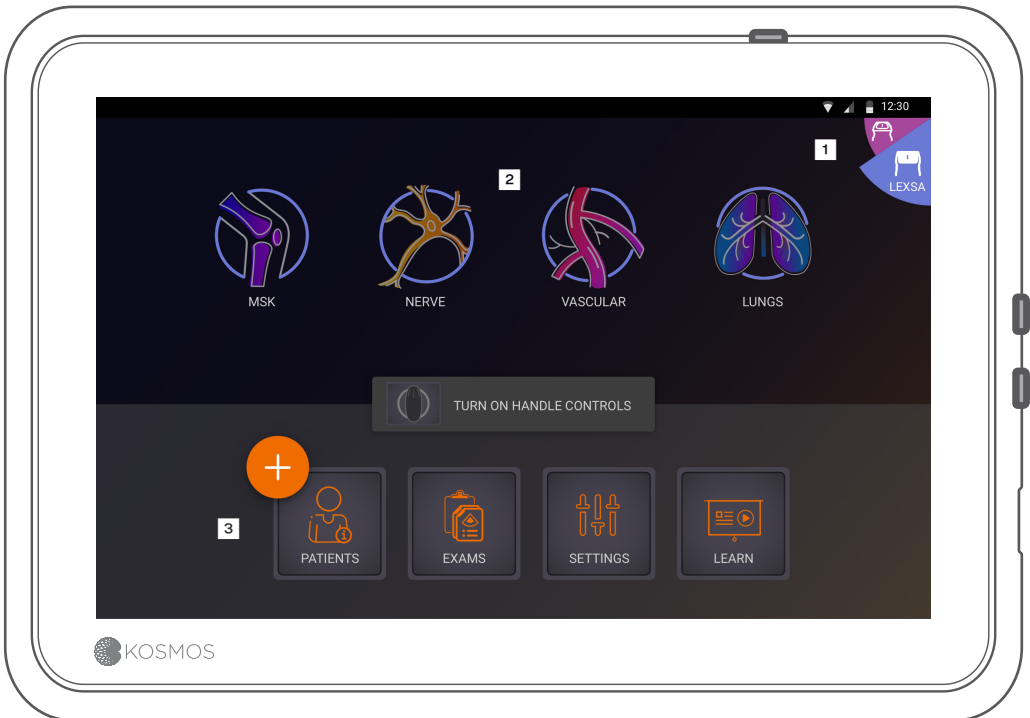 12:30
1
LEXSA
2
MSK
NERVE
VASCULAR
LUNGS
TURN ON HANDLE CONTROLS
3
PATIENTS
EXAMS
SETTINGS
LEARN
KOSMOS